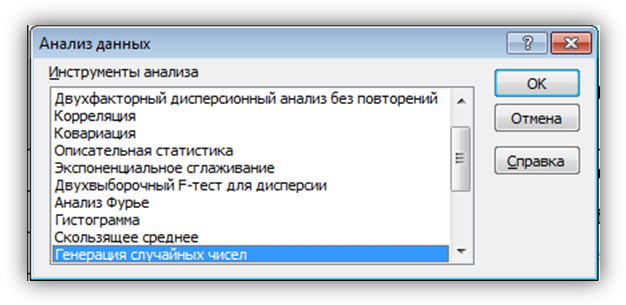 Анализ данных
Инструменты анализа
Двухфакторный дисперсионный анализ без повторений
Корреляция
Ковариация
Описательная статистика
Экспоненциальное сглаживание
Двухвыборочный F-тест для дисперсии
Анализ Фурье
Гистограмма
Скользящее среднее
Генерация случайных чисел
ОК
Отмена
Справка